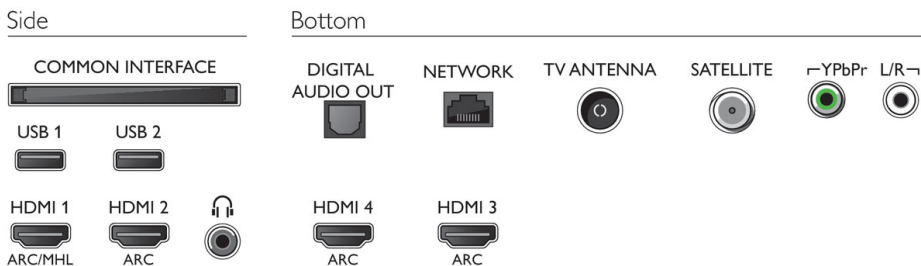 Side
COMMON INTERFACE
USB 1 USB 2
HDMI 1 HDMI 2
ARC/MHL ARC
Bottom
DIGITAL AUDIO OUT NETWORK TV ANTENNA SATELLITE YPbPr L/R
HDMI 4 HDMI 3
ARC ARC